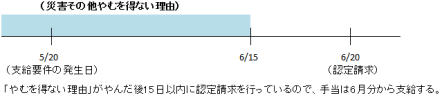 （災害その他やむを得ない理由）
5/20
6/15
6/20
（支給要件の発生日）
（認定請求）
「やむを得ない理由」がやんだ後15日以内に認定請求を行っているので、手当は6月分から支給する。